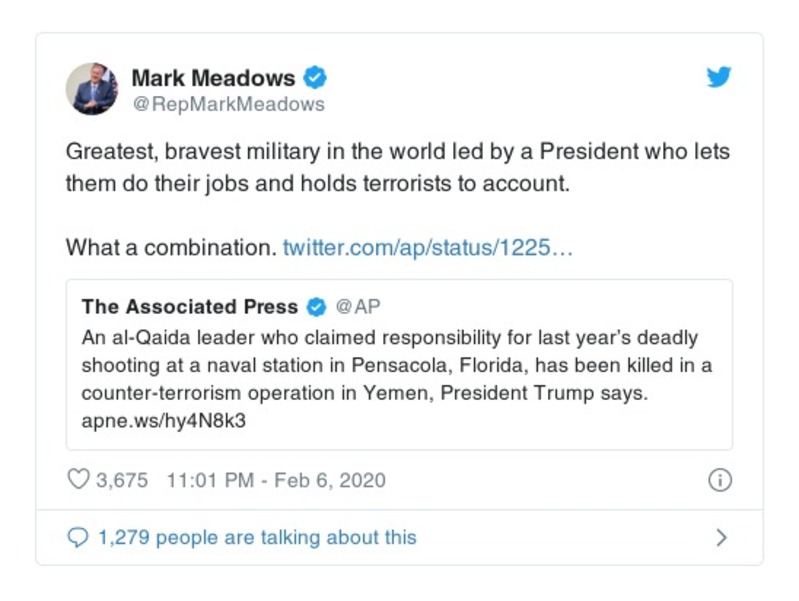 Mark Meadows
@RepMarkMeadows
Greatest, bravest military in the world led by a President who lets
them do their jobs and holds terrorists to account.
What a combination. twitter.com/ap/status/1225…
The Associated Press @AP
An al-Qaida leader who claimed responsibility for last year’s deadly
shooting at a naval station in Pensacola, Florida, has been killed in a
counter-terrorism operation in Yemen, President Trump says.
apne.ws/hy4N8k3
3,675 11:01 PM - Feb 6, 2020
1,279 people are talking about this